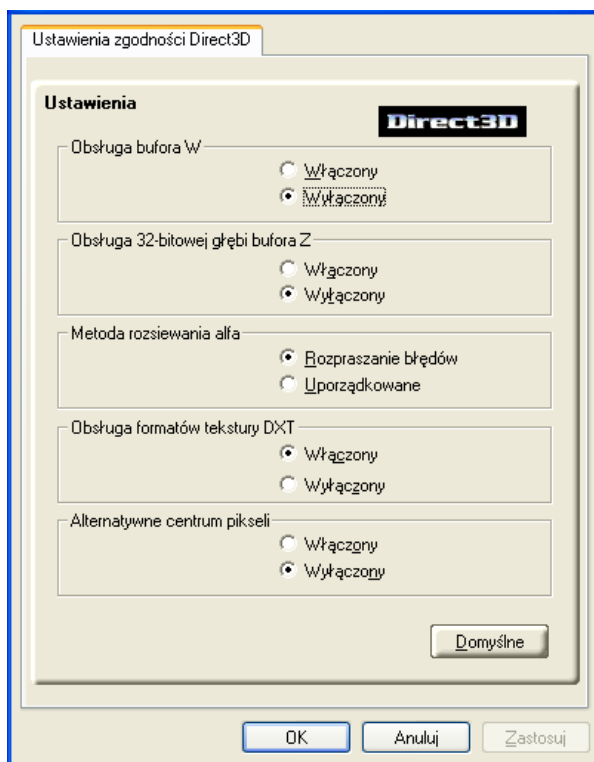 Ustawienia zgodności Direct3D
Ustawienia
Direct3D
Obsługa bufora W
Włączony
Wyłączony
Obsługa 32-bitowej głębi bufora Z
Włączony
Wyłączony
Metoda rozsiewania alfa
Rozpraszanie błędów
Uporządkowane
Obsługa formatów tekstury DXT
Włączony
Wyłączony
Alternatywne centrum pikseli
Włączony
Wyłączony
Domyślne
OK Anuluj Zastosuj